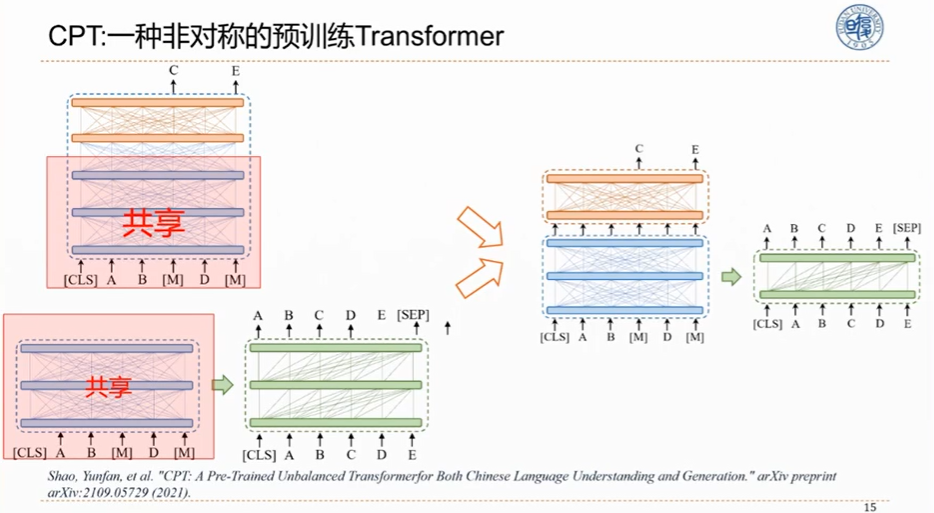 CPT:一种非对称的预训练Transformer
C E
共享
[CLS] A B [M] D [M]
C E
A B C D E [SEP]
[CLS] A B [M] D [M]
[CLS] A B C D E
A B C D E [SEP]
共享
[CLS] A B [M] D [M]
[CLS] A B C D E
Shao, Yunfan, et al. "CPT: A Pre-Trained Unbalanced Transformerfor Both Chinese Language Understanding and Generation." arXiv preprint
arXiv:2109.05729 (2021).
15